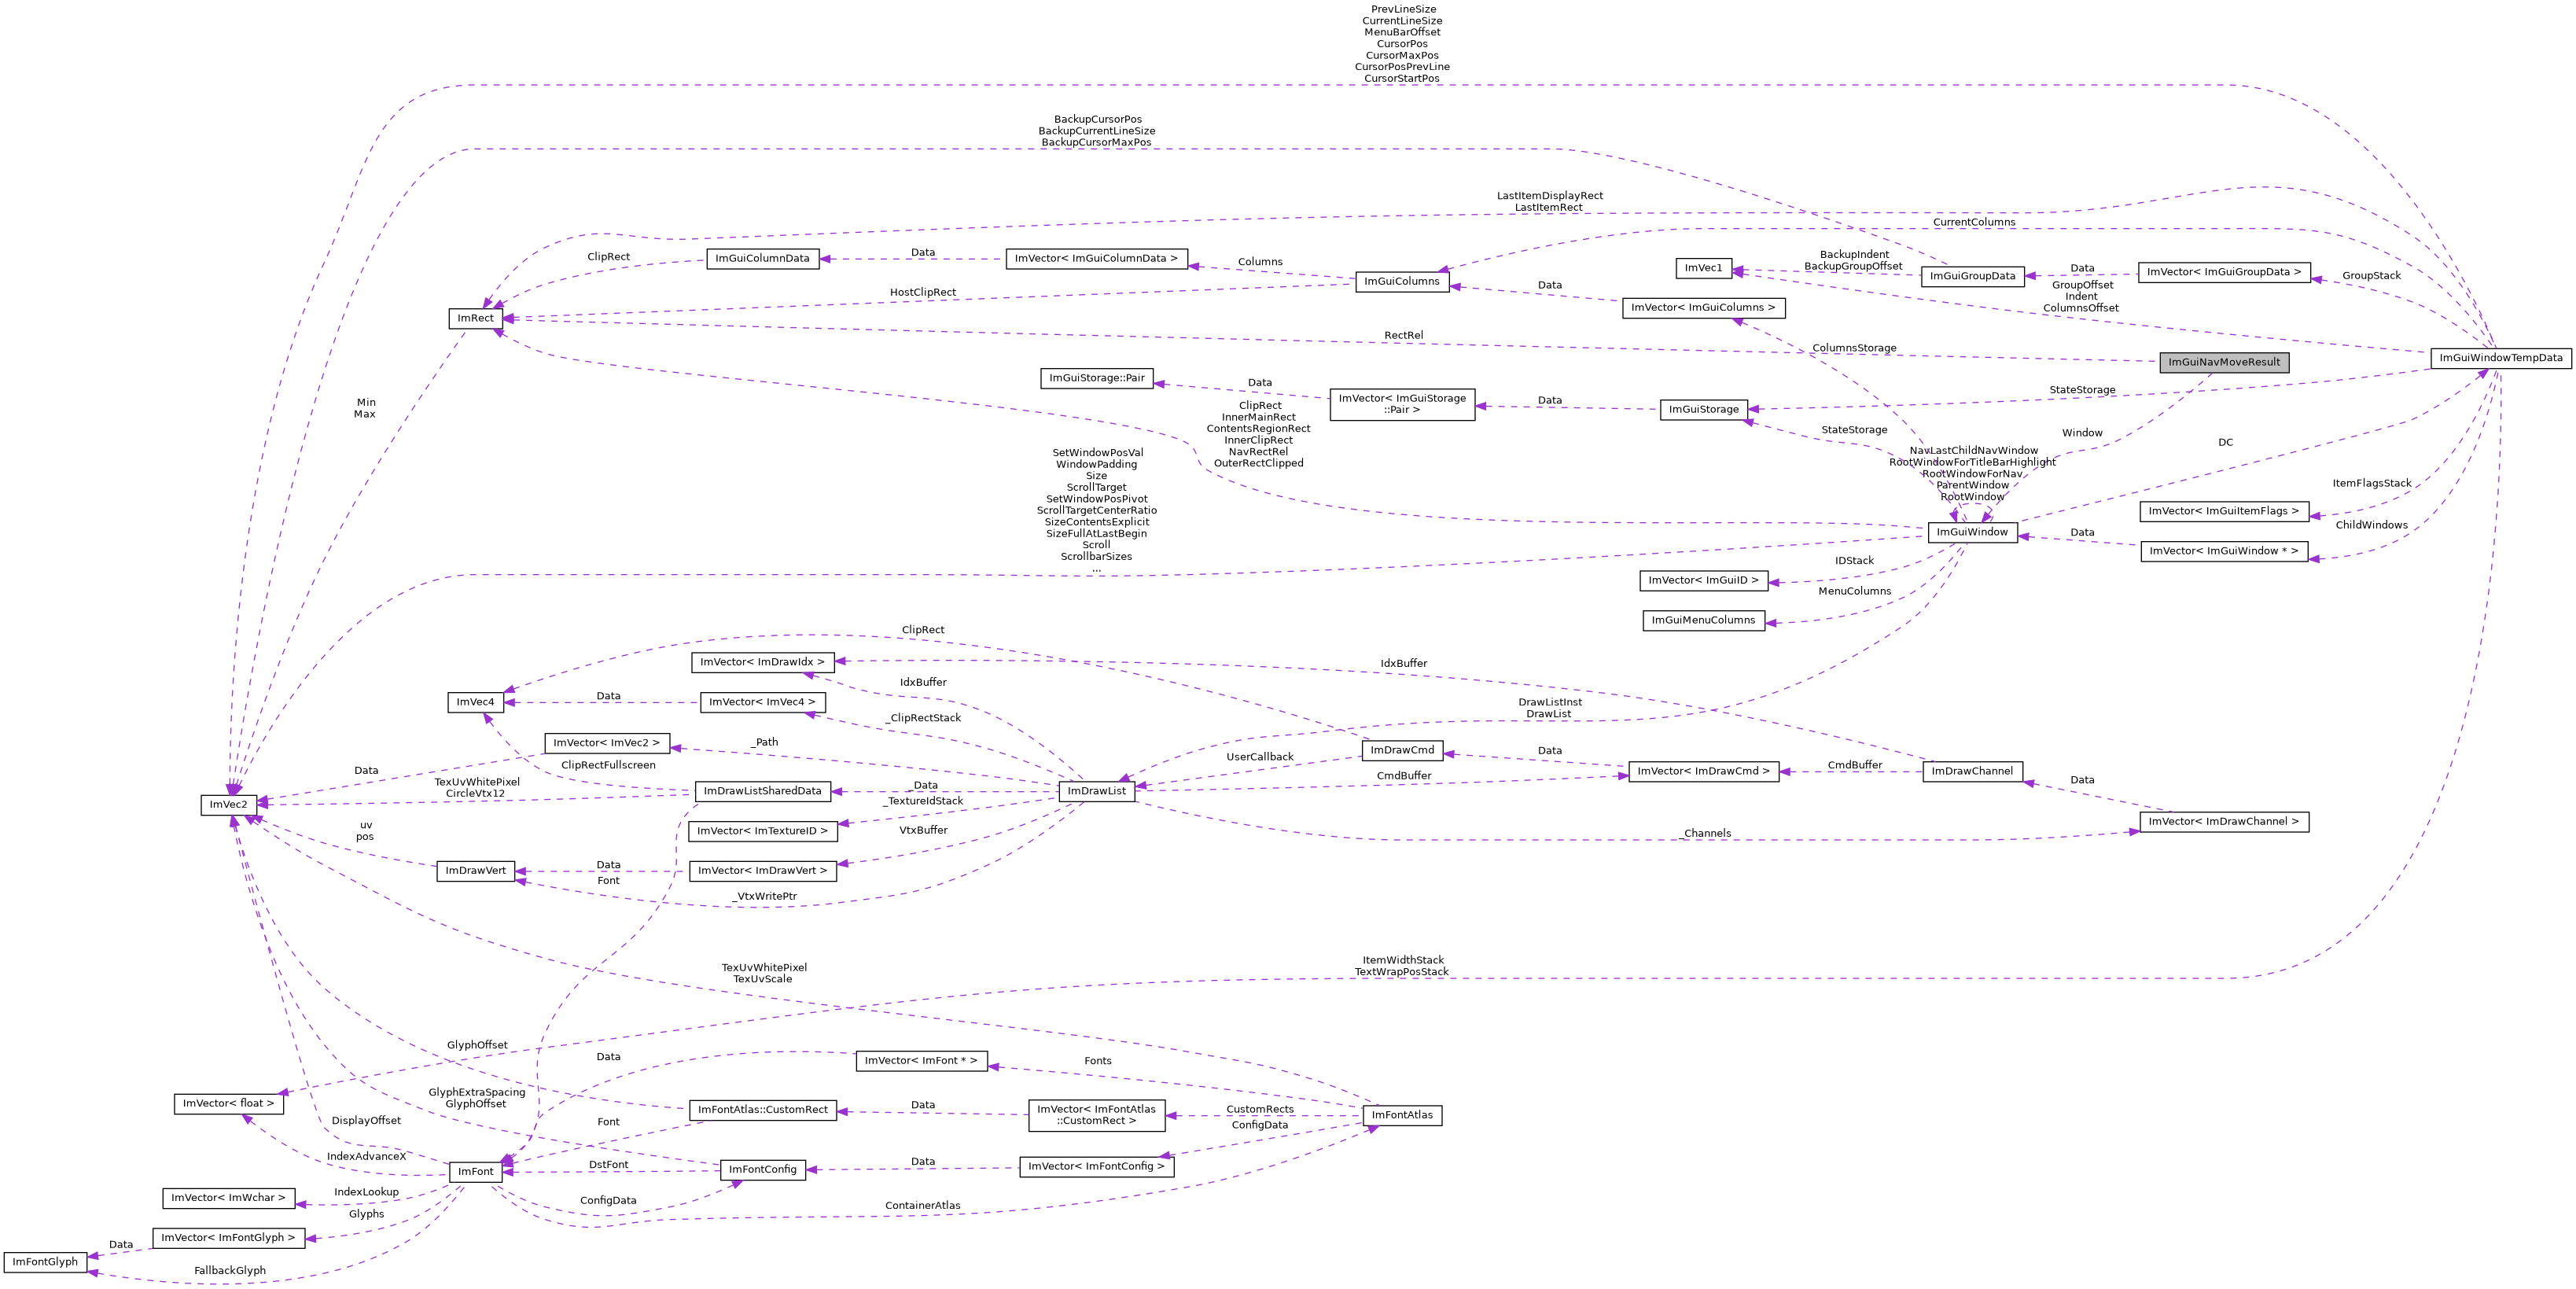 PrevLineSize
CurrentLineSize
MenuBarOffset
CursorPos
CursorMaxPos
CursorPosPrevLine
CursorStartPos
BackupCursorPos
BackupCurrentLineSize
BackupCursorMaxPos
LastItemDisplayRect
LastItemRect
CurrentColumns
ClipRect
ImGuiColumnData
Data
ImVector< ImGuiColumnData >
Columns
ImGuiColumns
HostClipRect
Data
ImVector< ImGuiColumns >
ImVec1
BackupIndent
BackupGroupOffset
ImGuiGroupData
Data
ImVector< ImGuiGroupData >
GroupStack
GroupOffset
Indent
ColumnsOffset
ImRect
RectRel
ColumnsStorage
ImGuiNavMoveResult
ImGuiWindowTempData
ImGuiStorage::Pair
Data
ImVector< ImGuiStorage
::Pair >
Data
ImGuiStorage
StateStorage
StateStorage
Min
Max
ClipRect
InnerMainRect
ContentsRegionRect
InnerClipRect
NavRectRel
OuterRectClipped
Window
DC
NavLastChildNavWindow
RootWindowForTitleBarHighlight
RootWindowForNav
ParentWindow
RootWindow
ImGuiWindow
SetWindowPosVal
WindowPadding
Size
ScrollTarget
SetWindowPosPivot
ScrollTargetCenterRatio
SizeContentsExplicit
SizeFullAtLastBegin
Scroll
ScrollbarSizes
...
ItemFlagsStack
ImVector< ImGuiItemFlags >
ChildWindows
Data
ImVector< ImGuiWindow * >
IDStack
ImVector< ImGuiID >
MenuColumns
ImGuiMenuColumns
ClipRect
ImVector< ImDrawIdx >
IdxBuffer
IdxBuffer
ImVec4
Data
ImVector< ImVec4 >
_ClipRectStack
DrawListInst
DrawList
ImVector< ImVec2 >
_Path
ImDrawCmd
Data
UserCallback
CmdBuffer
ImVector< ImDrawCmd >
CmdBuffer
ImDrawChannel
Data
ImVector< ImDrawChannel >
Data
ClipRectFullscreen
TexUvWhitePixel
CircleVtx12
ImDrawListSharedData
_Data
ImDrawList
ImVec2
_TextureIdStack
ImVector< ImTextureID >
VtxBuffer
_Channels
uv
pos
ImDrawVert
Data
ImVector< ImDrawVert >
Font
_VtxWritePtr
TexUvWhitePixel
TexUvScale
ItemWidthStack
TextWrapPosStack
GlyphOffset
Data
ImVector< ImFont * >
Fonts
ImVector< float >
GlyphExtraSpacing
GlyphOffset
ImFontAtlas::CustomRect
Data
ImVector< ImFontAtlas
::CustomRect >
CustomRects
ConfigData
ImFontAtlas
DisplayOffset
Font
IndexAdvanceX
ImFont
DstFont
ImFontConfig
Data
ImVector< ImFontConfig >
ImVector< ImWchar >
IndexLookup
ConfigData
ContainerAtlas
Glyphs
ImVector< ImFontGlyph >
Data
ImFontGlyph
FallbackGlyph